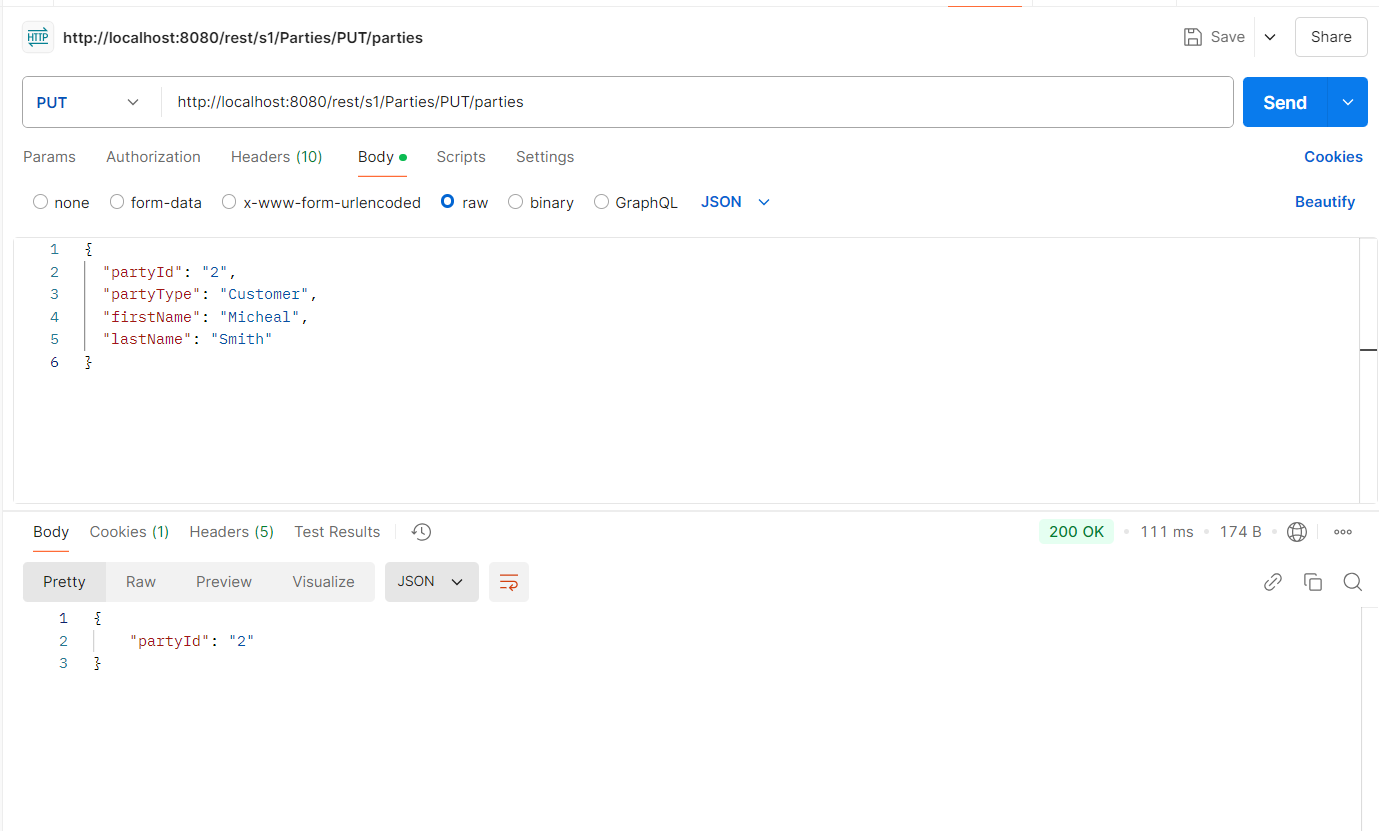 HTTP http://localhost:8080/rest/s1/Parties/PUT/parties Save Share
PUT http://localhost:8080/rest/s1/Parties/PUT/parties Send
Params Authorization Headers (10) Body Scripts Settings Cookies
none form-data x-www-form-urlencoded raw binary GraphQL JSON Beautify
1 {
2 "partyId": "2",
3 "partyType": "Customer",
4 "firstName": "Micheal",
5 "lastName": "Smith"
6 }
Body Cookies (1) Headers (5) Test Results 200 OK 111 ms 174 B
Pretty Raw Preview Visualize JSON
1 {
2 "partyId": "2"
3 }